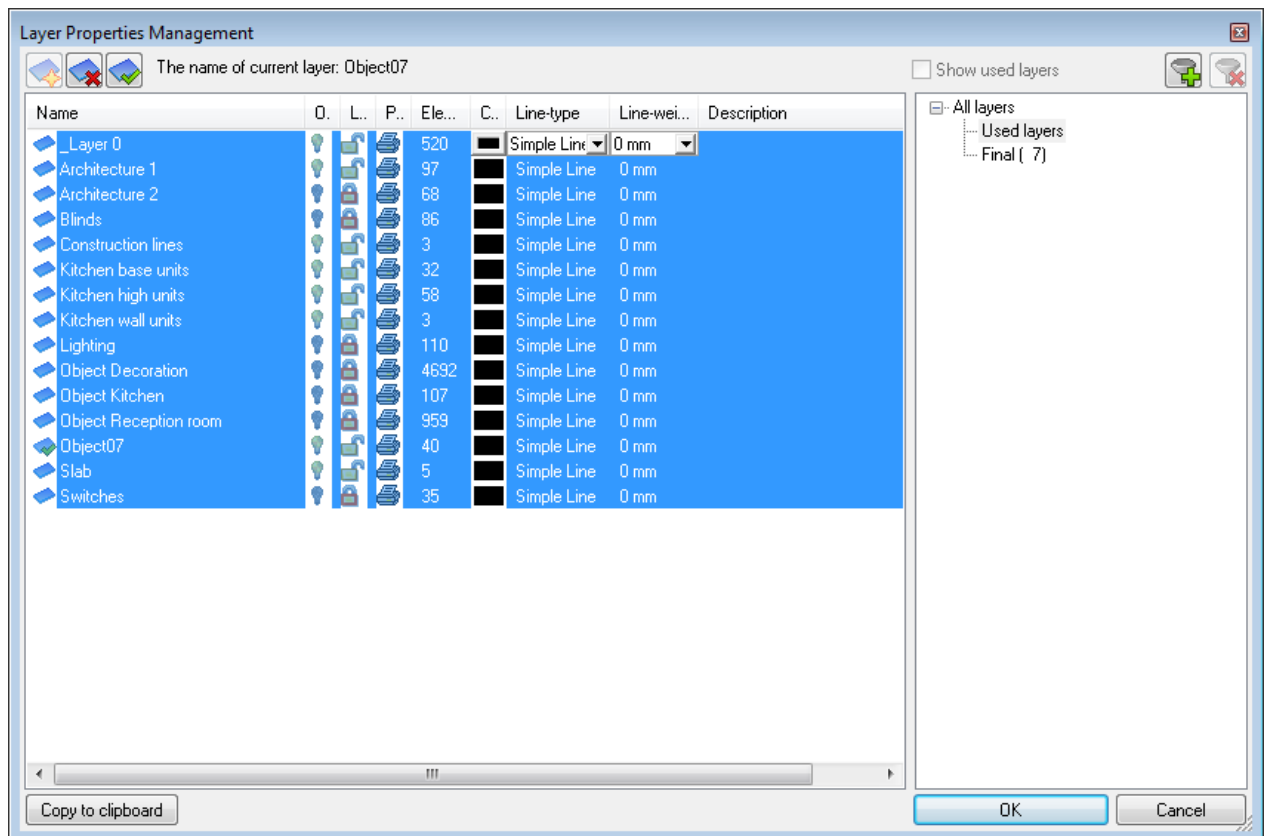 Layer Properties Management
The name of current layer: Object07
Show used layers
Name O. L.. P.. Ele... C.. Line-type Line-wei... Description
_Layer 0 520 Simple Line 0 mm
Architecture 1 97 Simple Line 0 mm
Architecture 2 68 Simple Line 0 mm
Blinds 86 Simple Line 0 mm
Construction lines 3 Simple Line 0 mm
Kitchen base units 32 Simple Line 0 mm
Kitchen high units 58 Simple Line 0 mm
Kitchen wall units 3 Simple Line 0 mm
Lighting 110 Simple Line 0 mm
Object Decoration 4692 Simple Line 0 mm
Object Kitchen 107 Simple Line 0 mm
Object Reception room 959 Simple Line 0 mm
Object07 40 Simple Line 0 mm
Slab 5 Simple Line 0 mm
Switches 35 Simple Line 0 mm
All layers
Used layers
Final ( 7)
Copy to clipboard
OK
Cancel